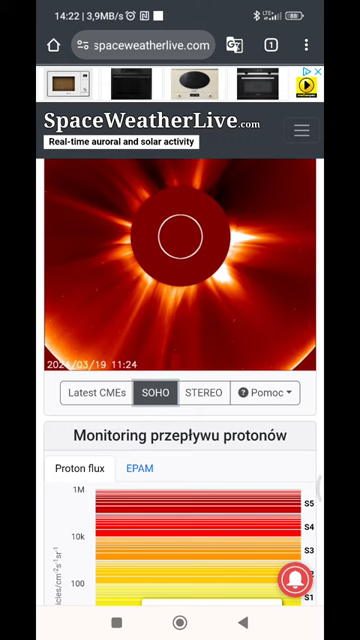 14:22 | 3,9MB/s
spaceweatherlive.com
1
SpaceWeatherLive.com
Real-time auroral and solar activity
2024/03/19 11:24
Latest CMEs
SOHO
STEREO
Pomoc
Monitoring przepływu protonów
Proton flux
EPAM
1M
S5
S4
10k
S3
100
S1